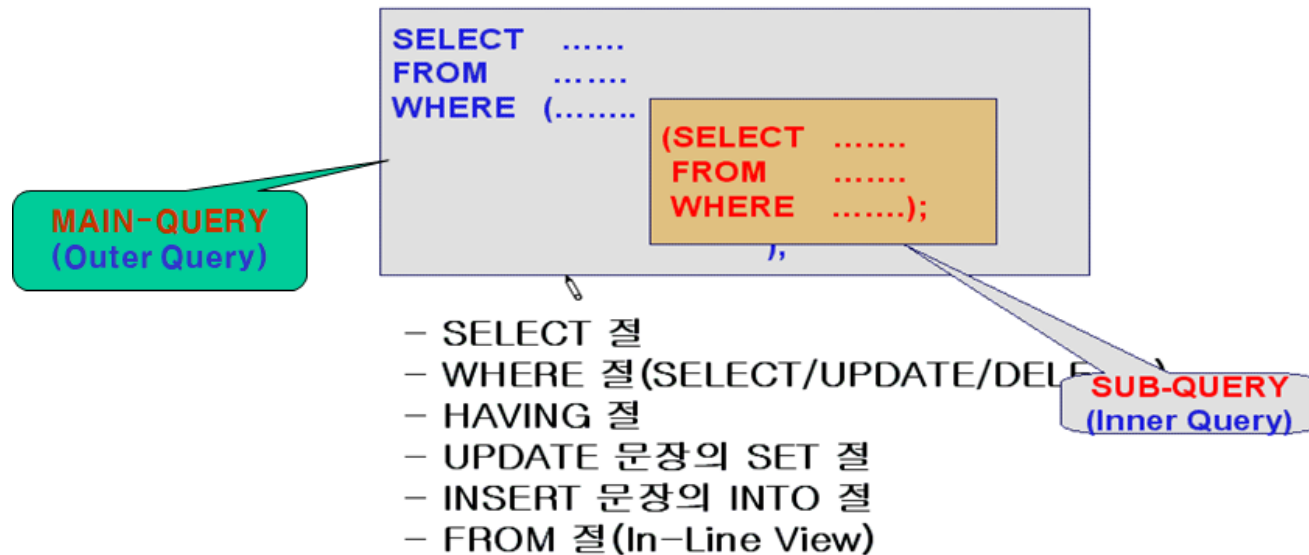 SELECT ……
FROM …….
WHERE (……..
(SELECT …….
FROM …….
WHERE …….);
);
MAIN-QUERY
(Outer Query)
- SELECT 절
- WHERE 절(SELECT/UPDATE/DELE
- HAVING 절
- UPDATE 문장의 SET 절
- INSERT 문장의 INTO 절
- FROM 절(In-Line View)
SUB-QUERY
(Inner Query)